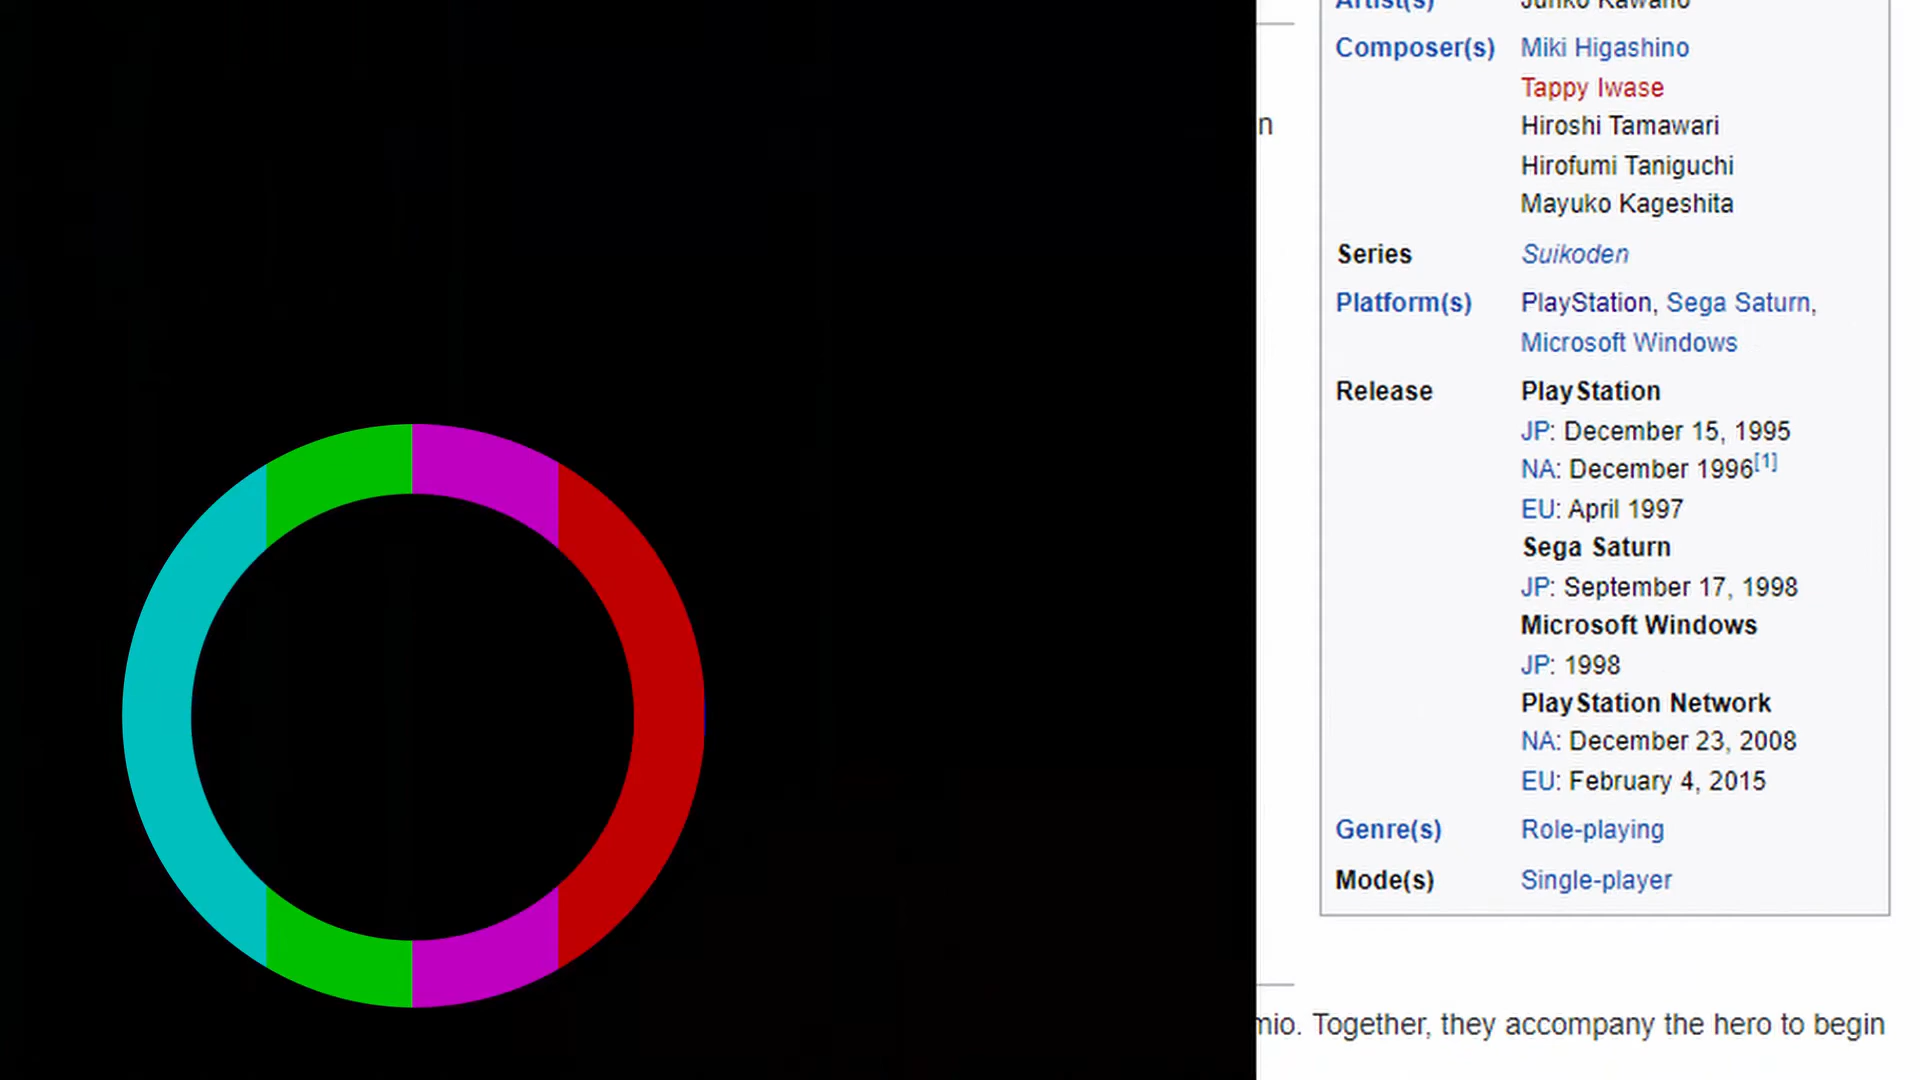 Artist(s) Junko Kawano
n
Composer(s) Miki Higashino
Tappy Iwase
Hiroshi Tamawari
Hirofumi Taniguchi
Mayuko Kageshita
Series Suikoden
Platform(s) PlayStation, Sega Saturn,
Microsoft Windows
Release PlayStation
JP: December 15, 1995
NA: December 1996[1]
EU: April 1997
Sega Saturn
JP: September 17, 1998
Microsoft Windows
JP: 1998
PlayStation Network
NA: December 23, 2008
EU: February 4, 2015
Genre(s) Role-playing
Mode(s) Single-player
mio. Together, they accompany the hero to begin